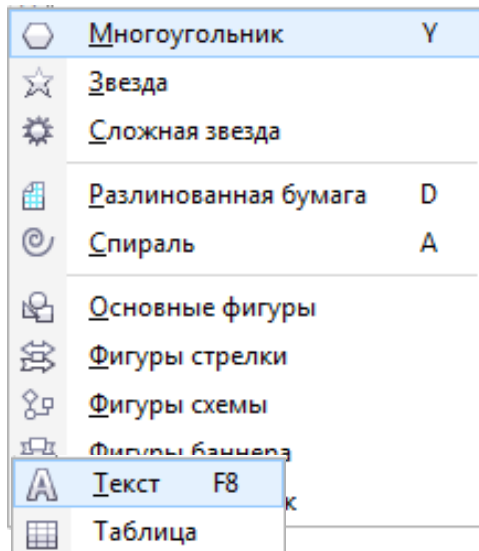 Многоугольник Y
Звезда
Сложная звезда
Разлинованная бумага D
Спираль A
Основные фигуры
Фигуры стрелки
Фигуры схемы
Фигуры баннера
Текст F8
к
Таблица